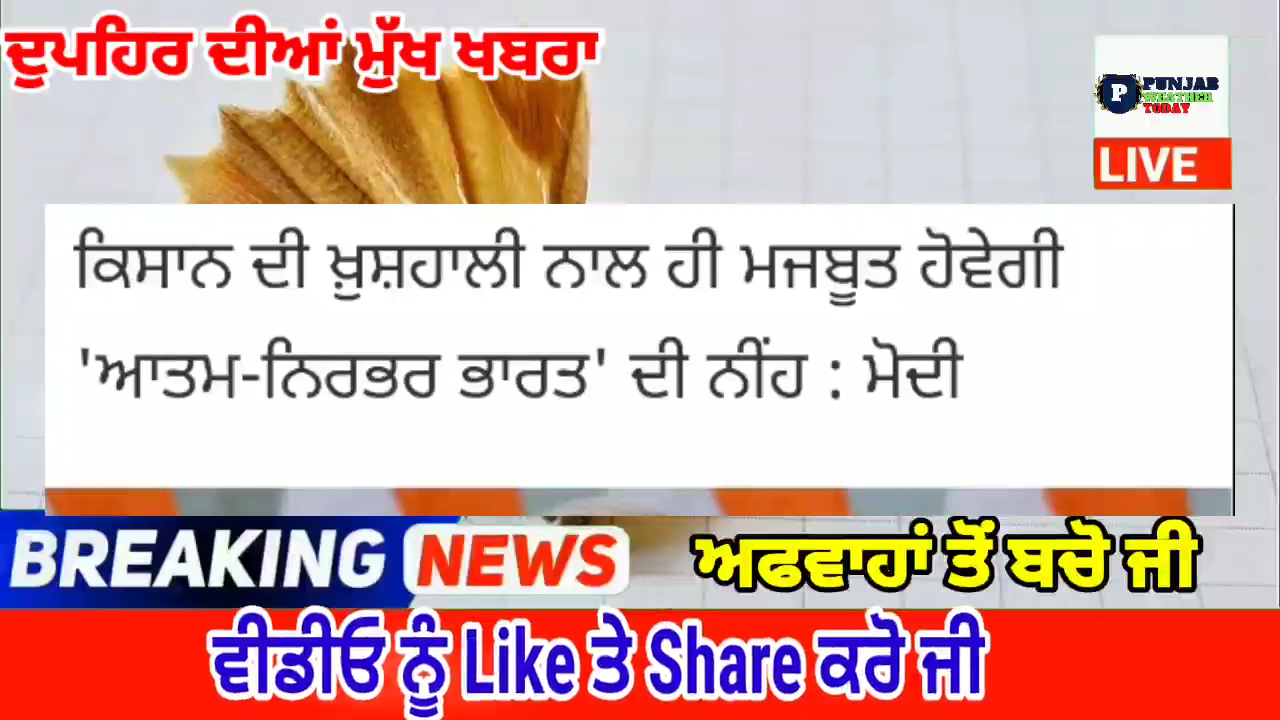 ਦੁਪਹਿਰ ਦੀਆਂ ਮੁੱਖ ਖਬਰਾ
PUNJAB
WEATHER
TODAY
P
LIVE
ਕਿਸਾਨ ਦੀ ਖ਼ੁਸ਼ਹਾਲੀ ਨਾਲ ਹੀ ਮਜਬੂਤ ਹੋਵੇਗੀ
'ਆਤਮ-ਨਿਰਭਰ ਭਾਰਤ' ਦੀ ਨੀਂਹ : ਮੋਦੀ
BREAKING NEWS
ਅਫਵਾਹਾਂ ਤੋਂ ਬਚੋ ਜੀ
ਵੀਡੀਓ ਨੂੰ Like ਤੇ Share ਕਰੋ ਜੀ